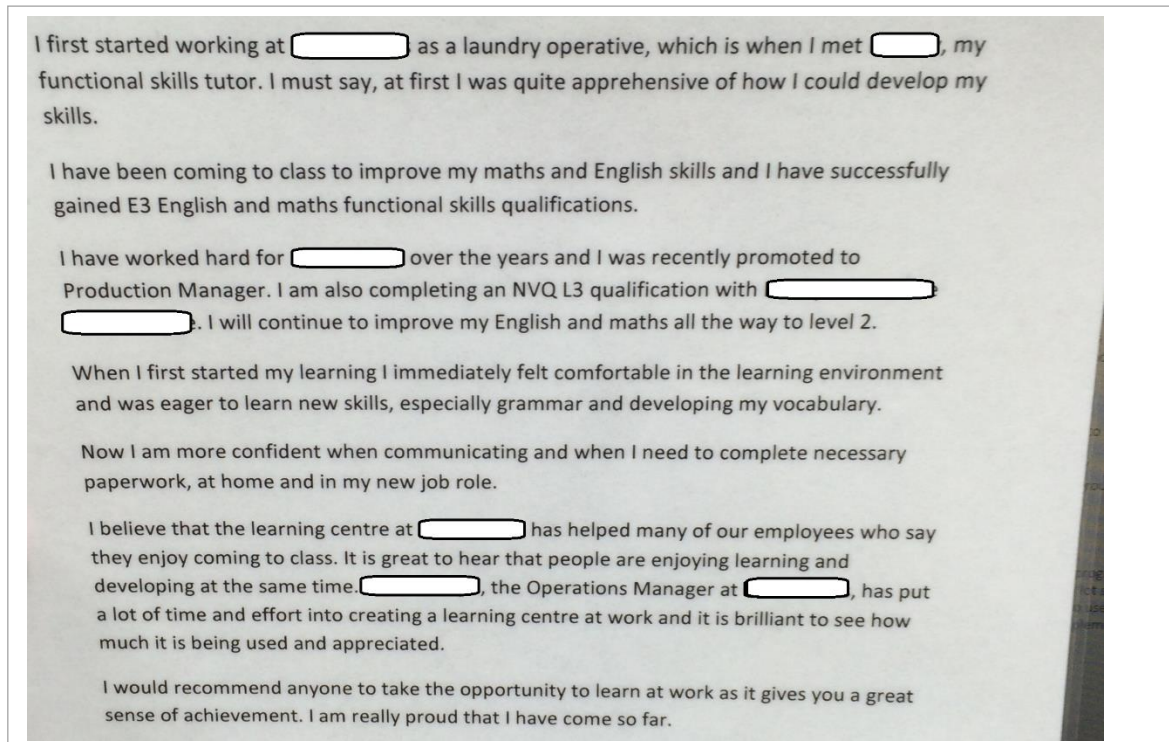 I first started working at as a laundry operative, which is when I met , my
functional skills tutor. I must say, at first I was quite apprehensive of how I could develop my
skills.
I have been coming to class to improve my maths and English skills and I have successfully
gained E3 English and maths functional skills qualifications.
I have worked hard for over the years and I was recently promoted to
Production Manager. I am also completing an NVQ L3 qualification with
. I will continue to improve my English and maths all the way to level 2.
When I first started my learning I immediately felt comfortable in the learning environment
and was eager to learn new skills, especially grammar and developing my vocabulary.
Now I am more confident when communicating and when I need to complete necessary
paperwork, at home and in my new job role.
I believe that the learning centre at has helped many of our employees who say
they enjoy coming to class. It is great to hear that people are enjoying learning and
developing at the same time. , the Operations Manager at , has put
a lot of time and effort into creating a learning centre at work and it is brilliant to see how
much it is being used and appreciated.
I would recommend anyone to take the opportunity to learn at work as it gives you a great
sense of achievement. I am really proud that I have come so far.